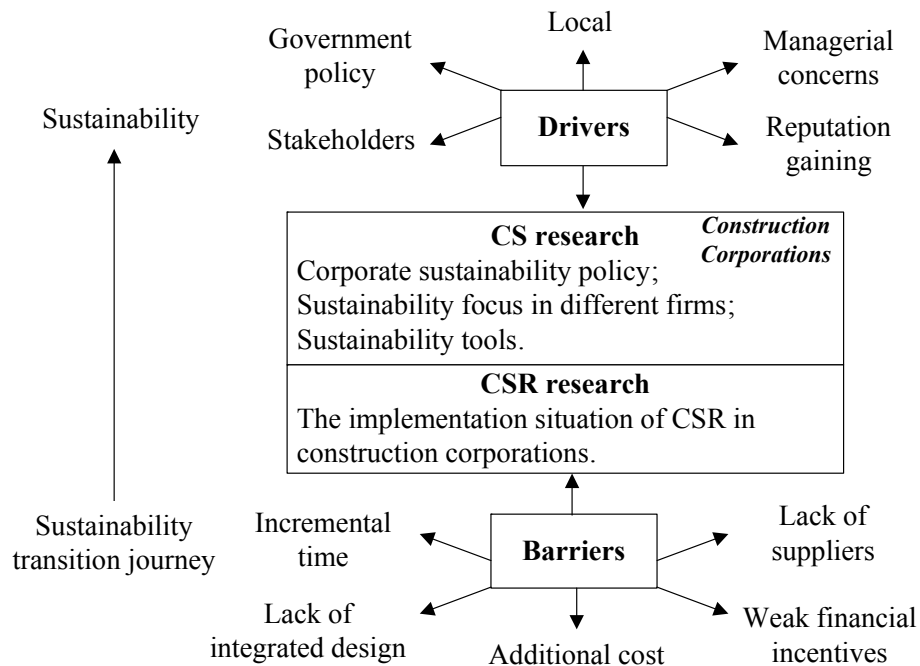 Local
Government
policy
Managerial
concerns
Sustainability
Stakeholders
Drivers
Reputation
gaining
CS research
Construction
Corporations
Corporate sustainability policy;
Sustainability focus in different firms;
Sustainability tools.
CSR research
The implementation situation of CSR in
construction corporations.
Sustainability
transition journey
Incremental
time
Barriers
Lack of
suppliers
Lack of
integrated design
Additional cost
Weak financial
incentives